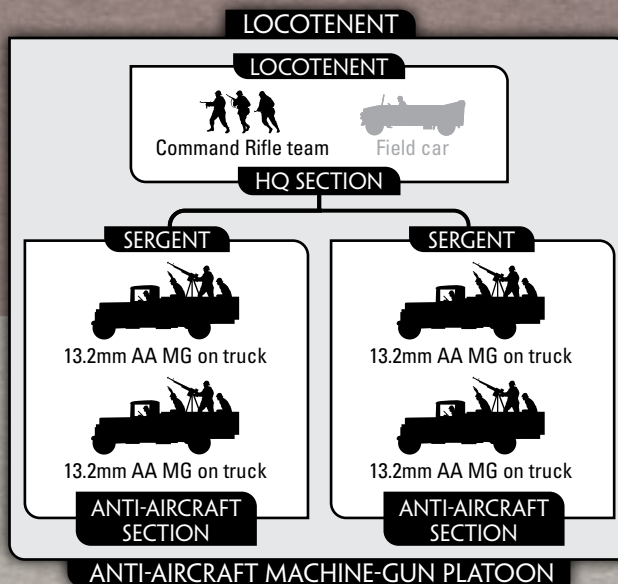 LOCOTENENT
LOCOTENENT
Command Rifle team
Field car
HQ SECTION
SERGENT
SERGENT
13.2mm AA MG on truck
13.2mm AA MG on truck
13.2mm AA MG on truck
13.2mm AA MG on truck
ANTI-AIRCRAFT
SECTION
ANTI-AIRCRAFT
SECTION
ANTI-AIRCRAFT MACHINE-GUN PLATOON